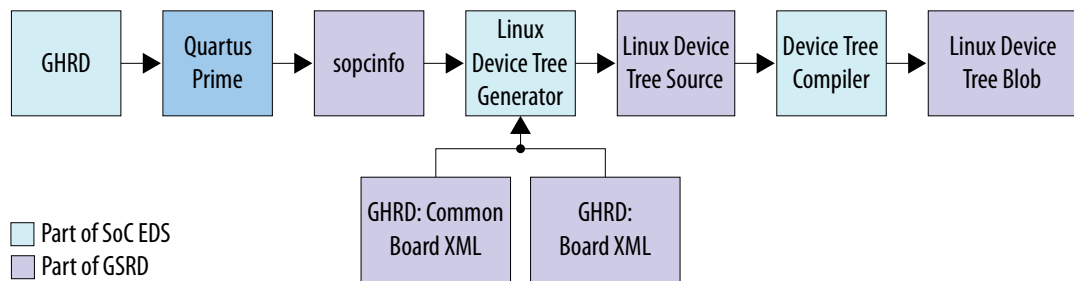 GHRD
Quartus
Prime
sopcinfo
Linux
Device Tree
Generator
Linux Device
Tree Source
Device Tree
Compiler
Linux Device
Tree Blob
GHRD: Common
Board XML
GHRD:
Board XML
Part of SoC EDS
Part of GSRD